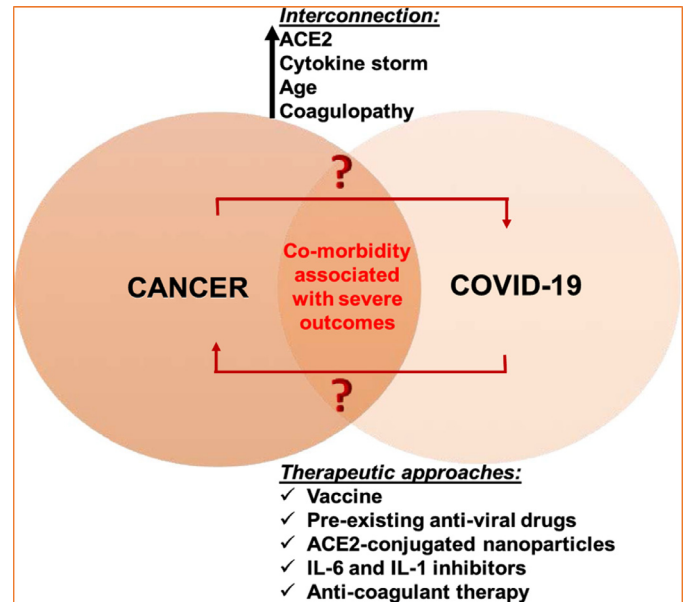 Interconnection:
ACE2
Cytokine storm
Age
Coagulopathy
?
CANCER
Co-morbidity
associated
with severe
outcomes
COVID-19
?
Therapeutic approaches:
✓ Vaccine
✓ Pre-existing anti-viral drugs
✓ ACE2-conjugated nanoparticles
✓ IL-6 and IL-1 inhibitors
✓ Anti-coagulant therapy